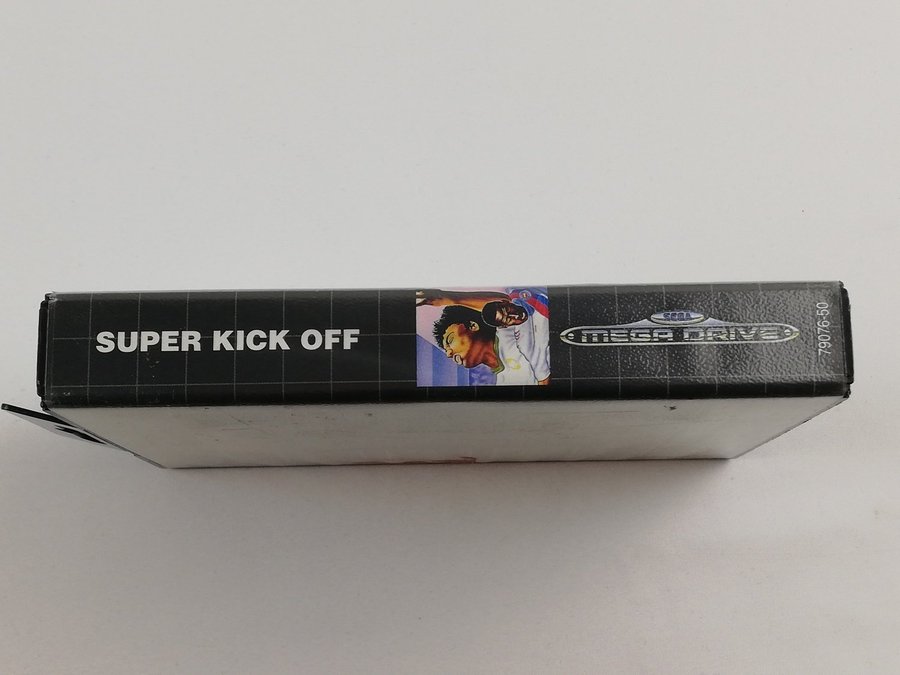 SUPER KICK OFF
SEGA
MEGA DRIVE
79076-50